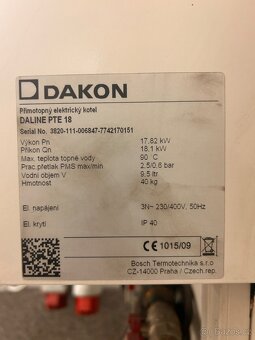 DAKON
Přímotopný elektrický kotel
DALINE PTE 18
Serial No. 3820-111-006847-7742170151
Výkon Pn 17.82 kW
Příkon Qn 18.1 kW
Max. teplota topné vody 90 C
Prac.přetlak PMS max/min 2.5/0.6 bar
Vodní objem V 9.5 litr
Hmotnost 40 kg
El. napájení 3N~ 230/400V, 50Hz
El. krytí IP 40
CE 1015/09
Bosch Termotechnika s.r.o
CZ-14000 Praha / Czech rep.